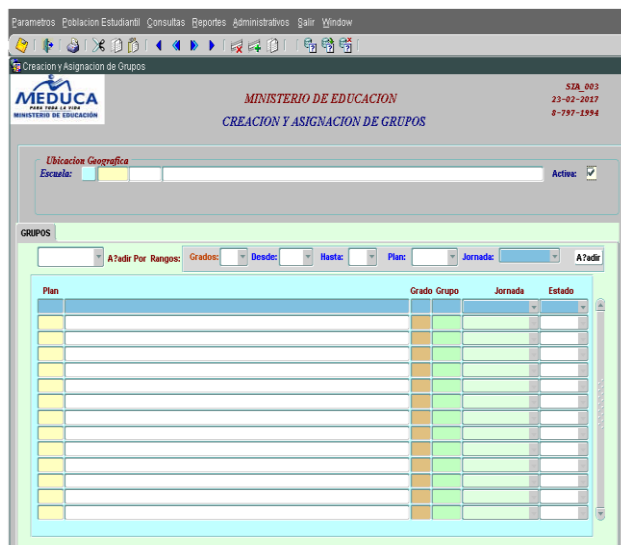 Parametros Poblacion Estudiantil Consultas Reportes Administrativos Salir Window
Creacion y Asignacion de Grupos
MEDUCA
PARA TODA LA VIDA
MINISTERIO DE EDUCACIÓN
MINISTERIO DE EDUCACION
CREACION Y ASIGNACION DE GRUPOS
SIA_003
23-02-2017
8-797-1994
Ubicacion Geografica
Escuela: Activa:
GRUPOS
A?adir Por Rangos: Grados: Desde: Hasta: Plan: Jornada: A?adir
Plan Grado Grupo Jornada Estado